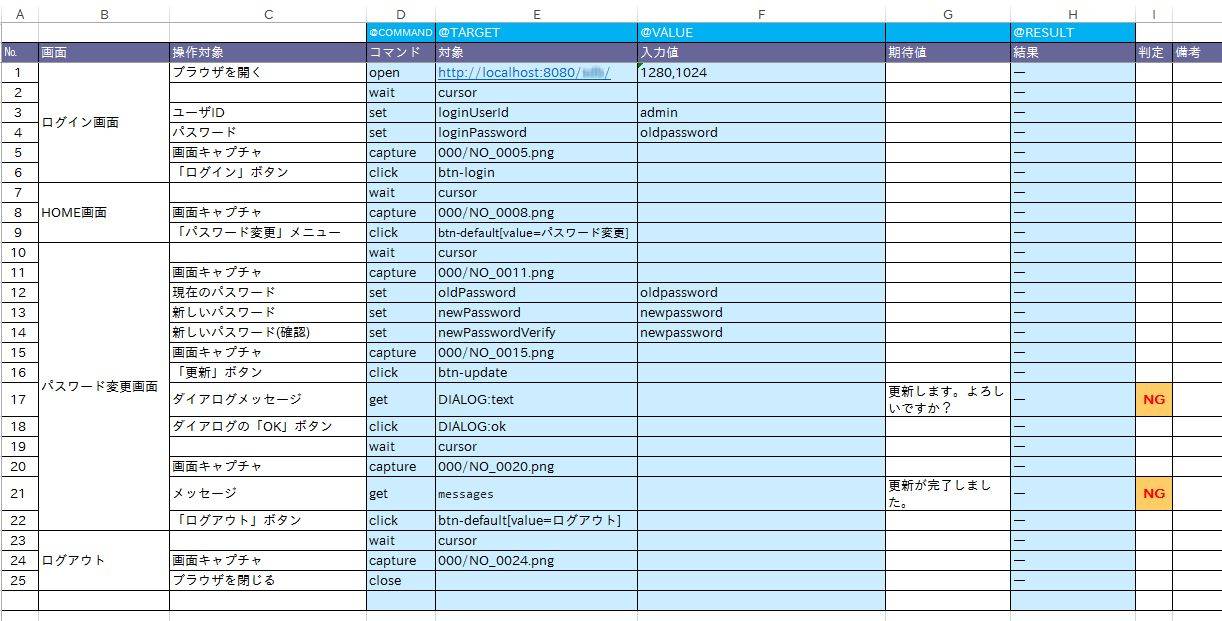 A B C D E F G H I J
@COMMAND @TARGET @VALUE @RESULT
№ 画面 操作対象 コマンド 対象 入力値 期待値 結果 判定 備考
1 ブラウザを開く open http://localhost:8080/ / 1280,1024 —
2 wait cursor —
3 ログイン画面 ユーザID set loginUserId admin —
4 パスワード set loginPassword oldpassword —
5 画面キャプチャ capture 000/NO_0005.png —
6 「ログイン」ボタン click btn-login —
7 wait cursor —
8 HOME画面 画面キャプチャ capture 000/NO_0008.png —
9 「パスワード変更」メニュー click btn-default[value=パスワード変更] —
10 wait cursor —
11 画面キャプチャ capture 000/NO_0011.png —
12 現在のパスワード set oldPassword oldpassword —
13 新しいパスワード set newPassword newpassword —
14 新しいパスワード(確認) set newPasswordVerify newpassword —
15 画面キャプチャ capture 000/NO_0015.png —
16 「更新」ボタン click btn-update —
パスワード変更画面
17 ダイアログメッセージ get DIALOG:text 更新します。よろし
いですか？ — NG
18 ダイアログの「OK」ボタン click DIALOG:ok —
19 wait cursor —
20 画面キャプチャ capture 000/NO_0020.png —
21 メッセージ get messages 更新が完了しまし
た。 — NG
22 「ログアウト」ボタン click btn-default[value=ログアウト] —
23 wait cursor —
24 ログアウト 画面キャプチャ capture 000/NO_0024.png —
25 ブラウザを閉じる close —